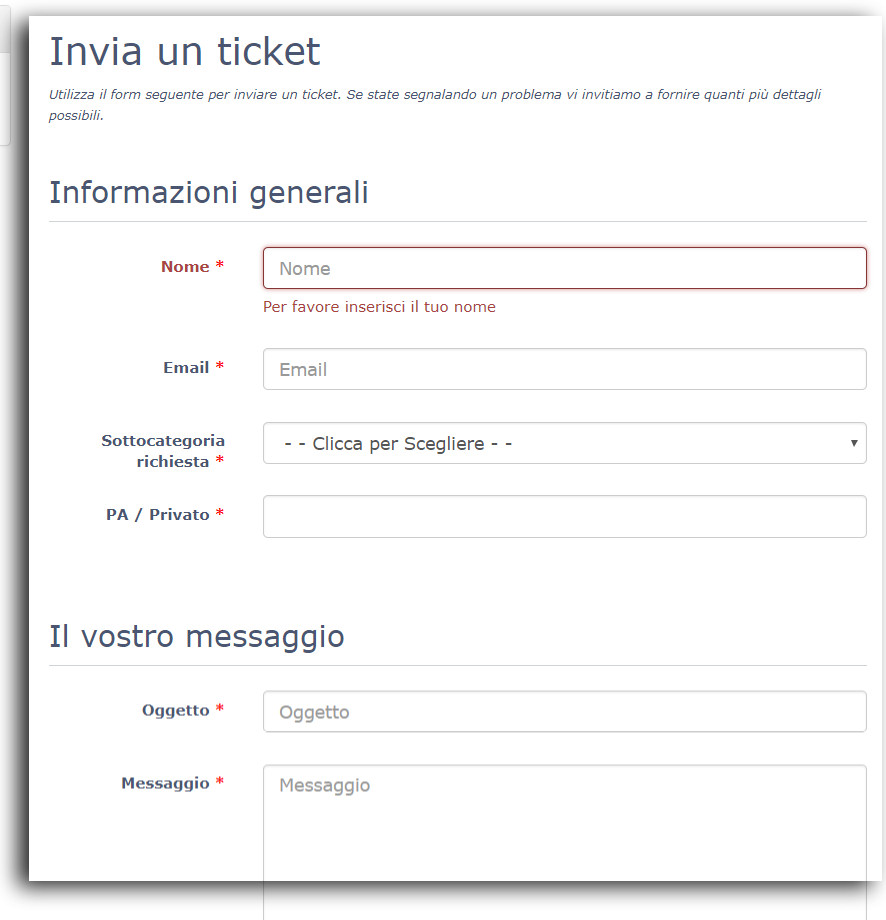 Invia un ticket
Utilizza il form seguente per inviare un ticket. Se state segnalando un problema vi invitiamo a fornire quanti più dettagli
possibili.
Informazioni generali
Nome *
Nome
Per favore inserisci il tuo nome
Email *
Email
Sottocategoria
richiesta *
- - Clicca per Scegliere - -
PA / Privato *
Il vostro messaggio
Oggetto *
Oggetto
Messaggio *
Messaggio